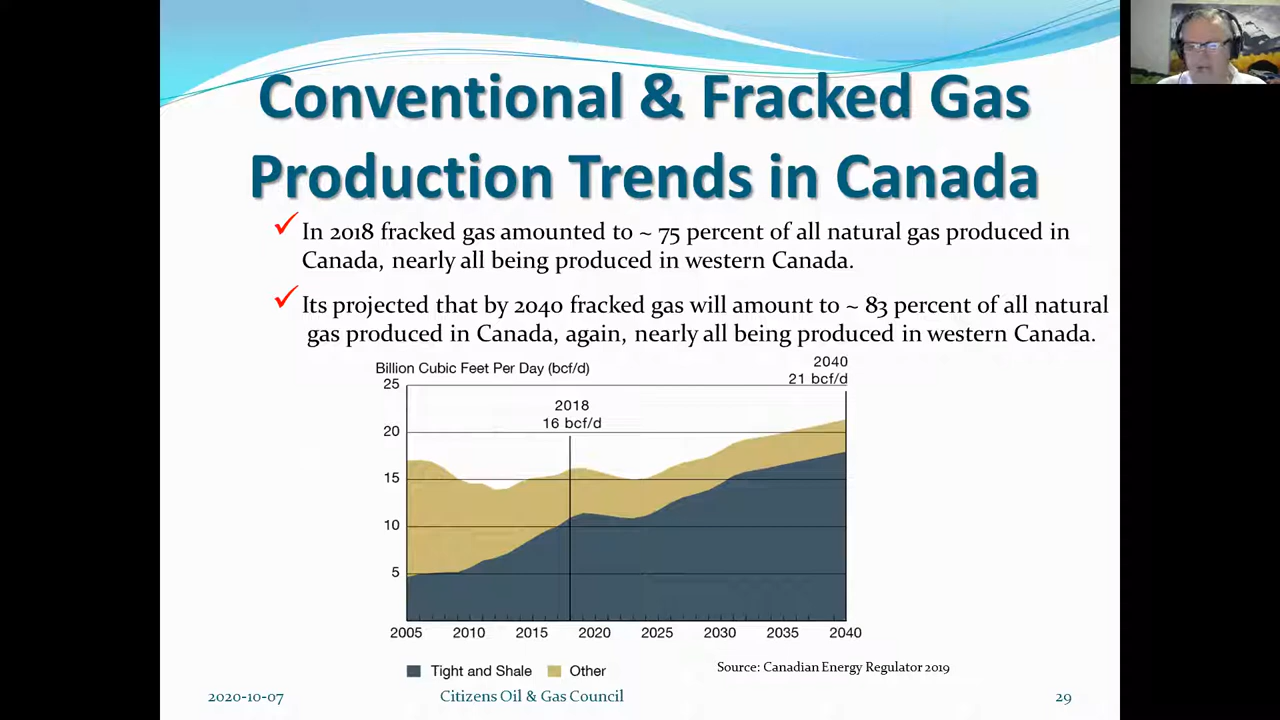 Conventional & Fracked Gas
Production Trends in Canada
In 2018 fracked gas amounted to ~ 75 percent of all natural gas produced in
Canada, nearly all being produced in western Canada.
Its projected that by 2040 fracked gas will amount to ~ 83 percent of all natural
gas produced in Canada, again, nearly all being produced in western Canada.
Billion Cubic Feet Per Day (bcf/d)
2040
21 bcf/d
25
2018
16 bcf/d
20
15
10
5
2005 2010 2015 2020 2025 2030 2035 2040
Tight and Shale Other
Source: Canadian Energy Regulator 2019
2020-10-07 Citizens Oil & Gas Council 29